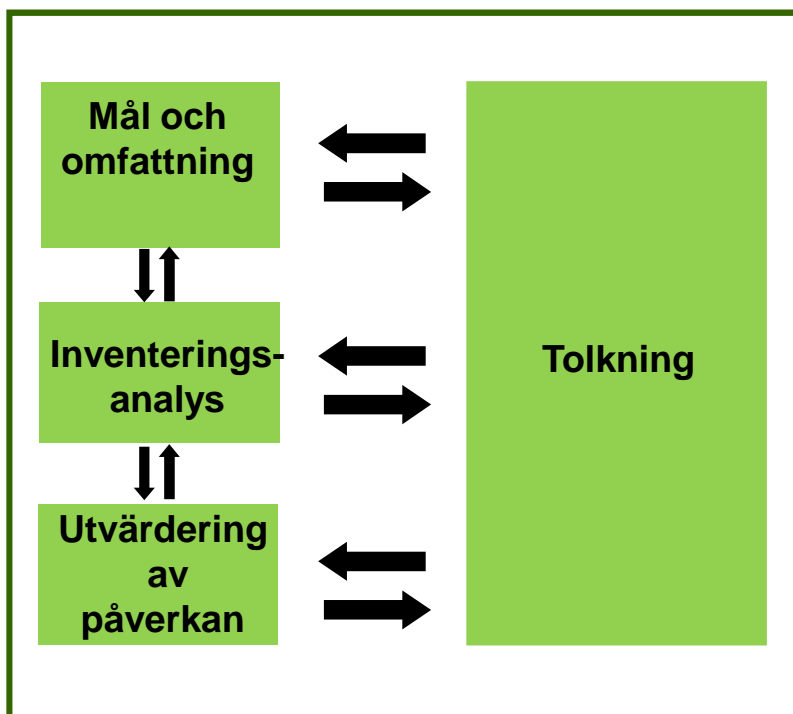 Mål och
omfattning
Inventerings-
analys
Utvärdering
av
påverkan
Tolkning